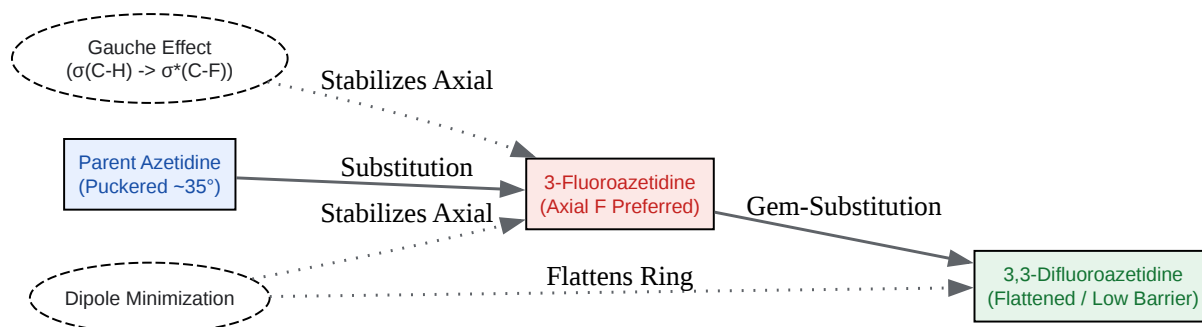 Gauche Effect
(σ(C-H) -> σ*(C-F))
Stabilizes Axial
Parent Azetidine
(Puckered ~35°)
Substitution
3-Fluoroazetidine
(Axial F Preferred)
Stabilizes Axial
Gem-Substitution
Dipole Minimization
Flattens Ring
3,3-Difluoroazetidine
(Flattened / Low Barrier)